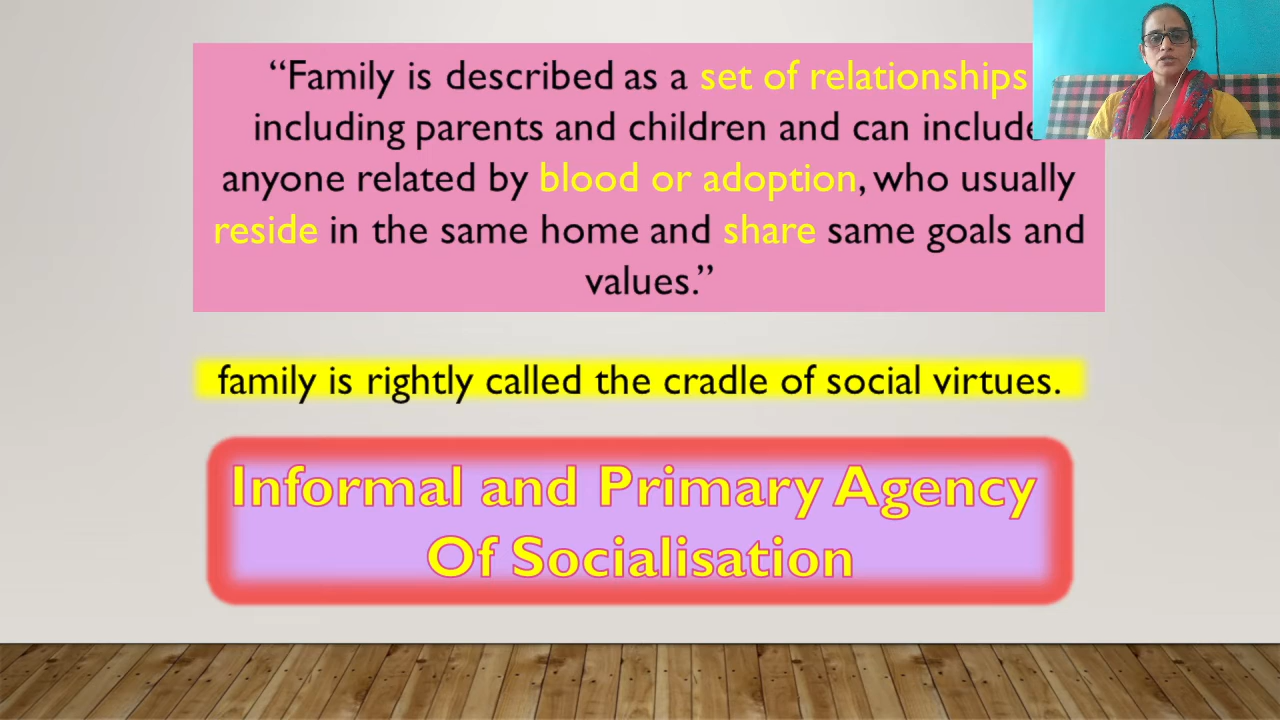 “Family is described as a set of relationships
including parents and children and can include
anyone related by blood or adoption, who usually
reside in the same home and share same goals and
values.”
family is rightly called the cradle of social virtues.
Informal and Primary Agency
Of Socialisation